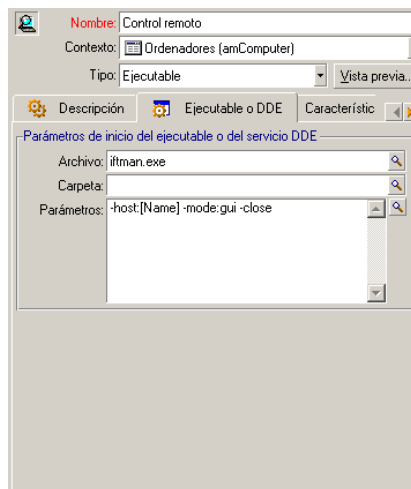 Nombre: Control remoto
Contexto: Ordenadores (amComputer)
Tipo: Ejecutable Vista previa..
Descripción Ejecutable o DDE Característic
Parámetros de inicio del ejecutable o del servicio DDE
Archivo: iftman.exe
Carpeta:
Parámetros: -host:[Name] -mode:gui -close